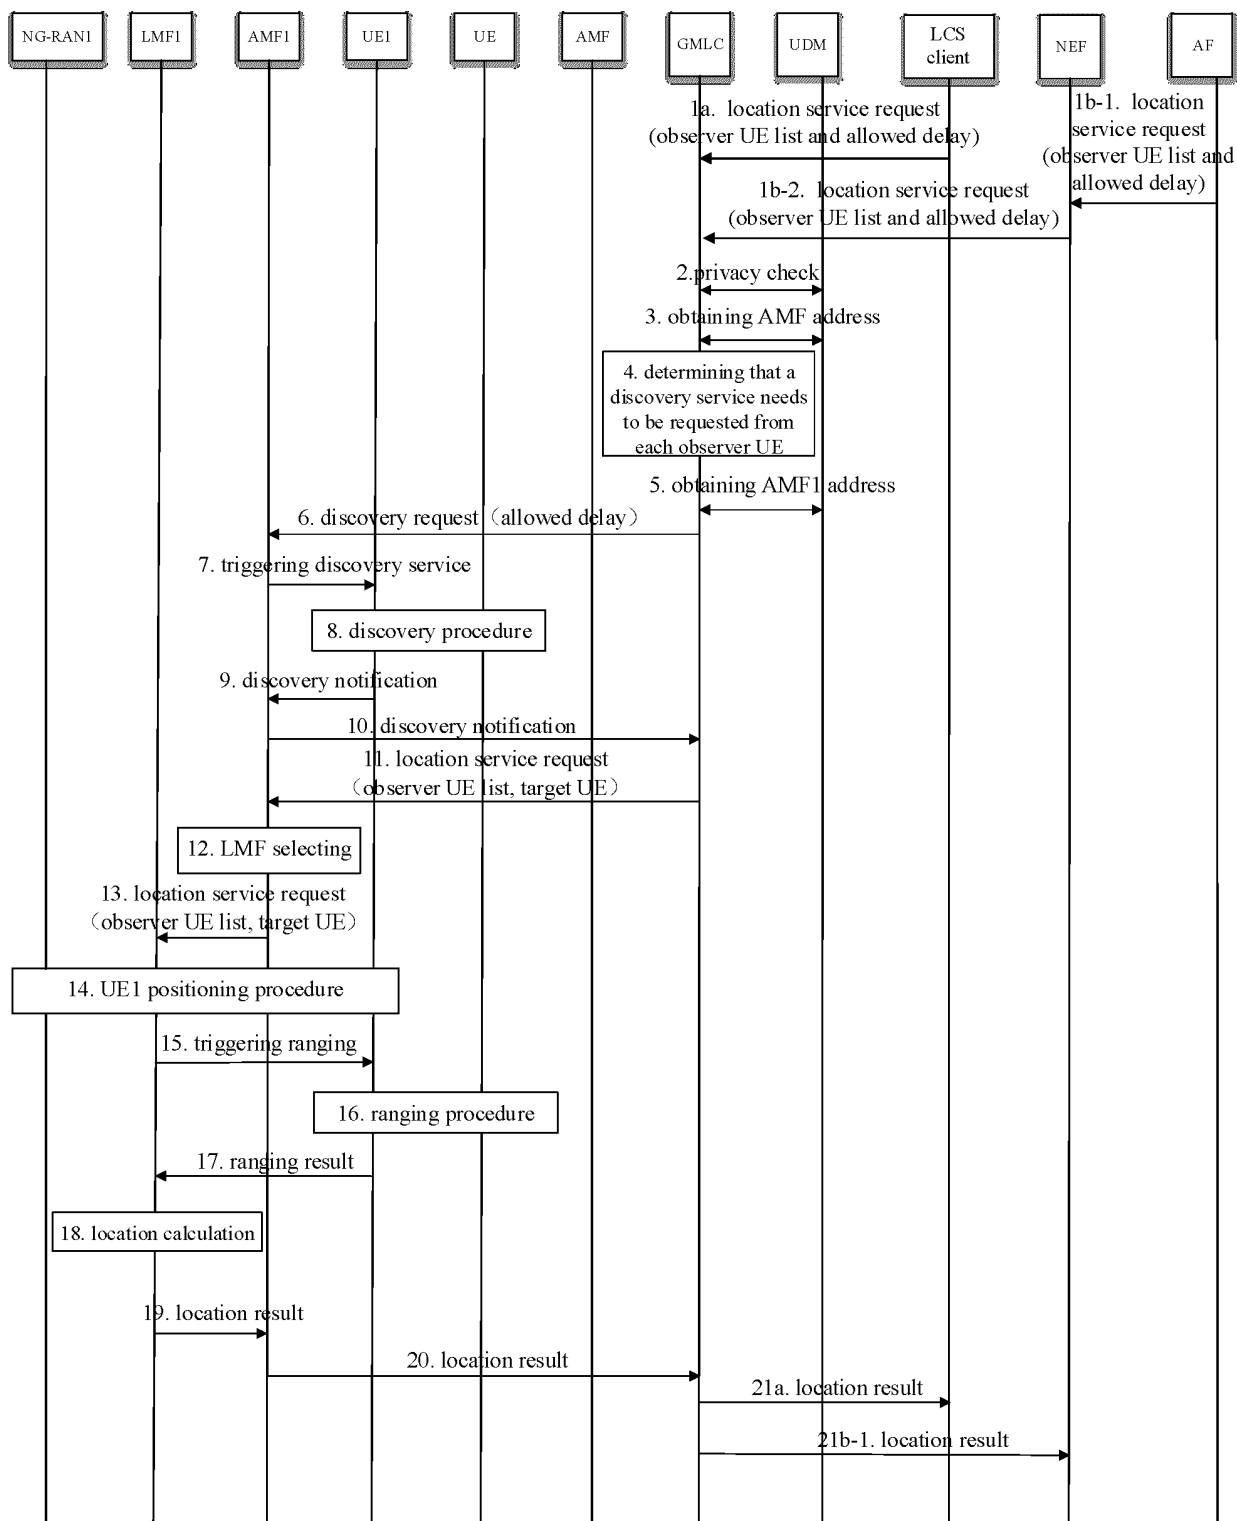 NG-RAN1
LMF1
AMF1
UE1
UE
AMF
GMLC
UDM
LCS
client
NEF
AF
1a. location service request
(observer UE list and allowed delay)
1b-1. location
service request
(observer UE list and
allowed delay)
1b-2. location service request
(observer UE list and allowed delay)
2.privacy check
3. obtaining AMF address
4. determining that a
discovery service needs
to be requested from
each observer UE
5. obtaining AMF1 address
6. discovery request（allowed delay）
7. triggering discovery service
8. discovery procedure
9. discovery notification
10. discovery notification
11. location service request
（observer UE list, target UE）
12. LMF selecting
13. location service request
（observer UE list, target UE）
14. UE1 positioning procedure
15. triggering ranging
16. ranging procedure
17. ranging result
18. location calculation
19. location result
20. location result
21a. location result
21b-1. location result